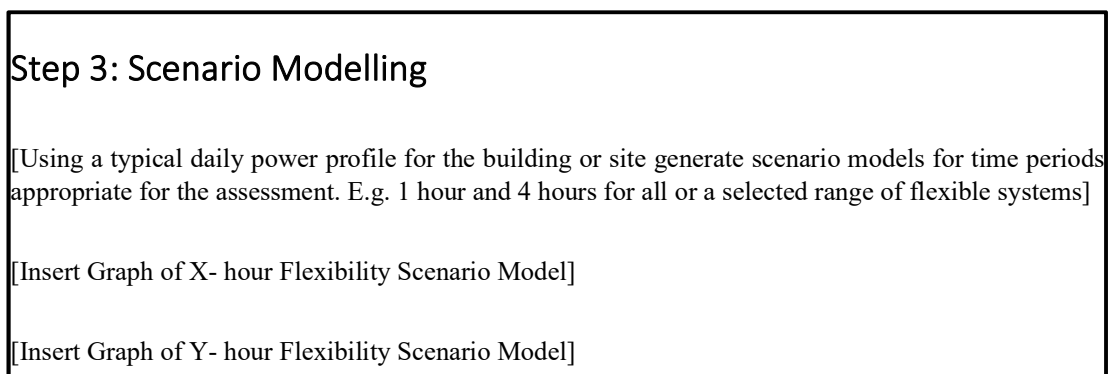 Step 3: Scenario Modelling
[Using a typical daily power profile for the building or site generate scenario models for time periods
appropriate for the assessment. E.g. 1 hour and 4 hours for all or a selected range of flexible systems]
[Insert Graph of X- hour Flexibility Scenario Model]
[Insert Graph of Y- hour Flexibility Scenario Model]